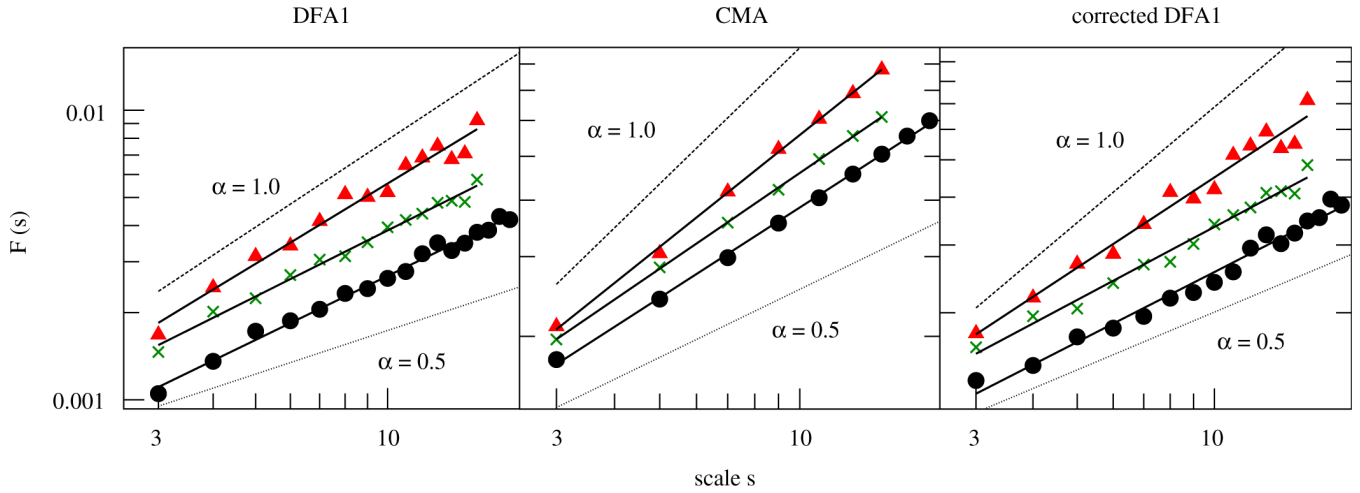 DFA1 CMA corrected DFA1
0.01
α = 1.0 α = 1.0 α = 1.0
F (s)
α = 0.5 α = 0.5 α = 0.5
0.001
3 10 3 10 3 10
scale s